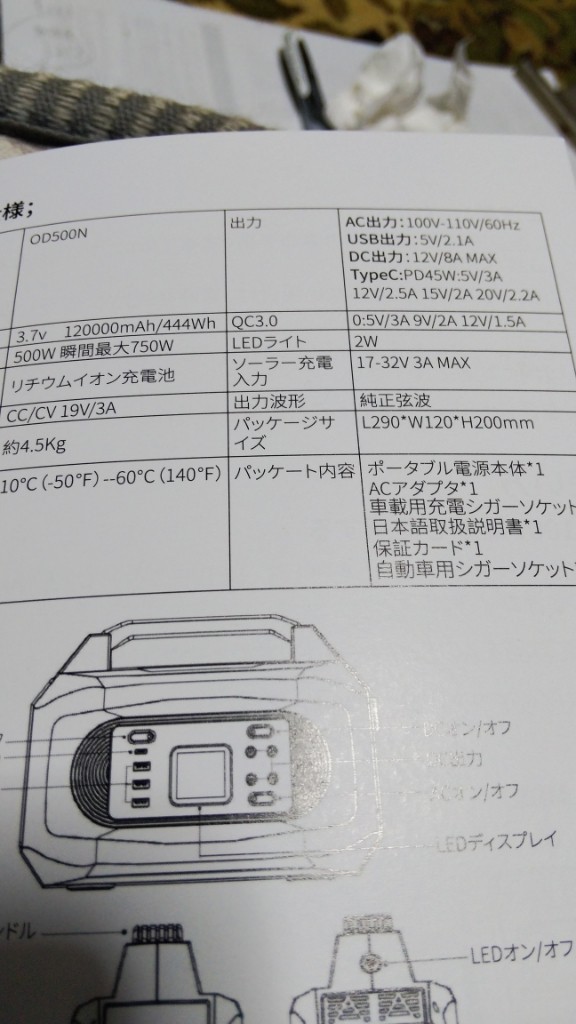 様；
OD500N
出力
AC出力：100V-110V/60Hz
USB出力：5V/2.1A
DC出力：12V/8A MAX
TypeC:PD45W:5V/3A
12V/2.5A 15V/2A 20V/2.2A
3.7v 120000mAh/444Wh
QC3.0
0:5V/3A 9V/2A 12V/1.5A
500W 瞬間最大750W
LEDライト
2W
リチウムイオン充電池
ソーラー充電
入力
17-32V 3A MAX
CC/CV 19V/3A
出力波形
純正弦波
約4.5Kg
パッケージサ
イズ
L290*W120*H200mm
10°C (-50°F) --60°C (140°F)
パッケート内容
ポータブル電源本体*1
ACアダプタ*1
車載用充電シガーソケット
日本語取扱説明書*1
保証カード*1
自動車用シガーソケット
オン/オフ
出力
オン/オフ
LEDディスプレイ
ンドル
LEDオン/オフ